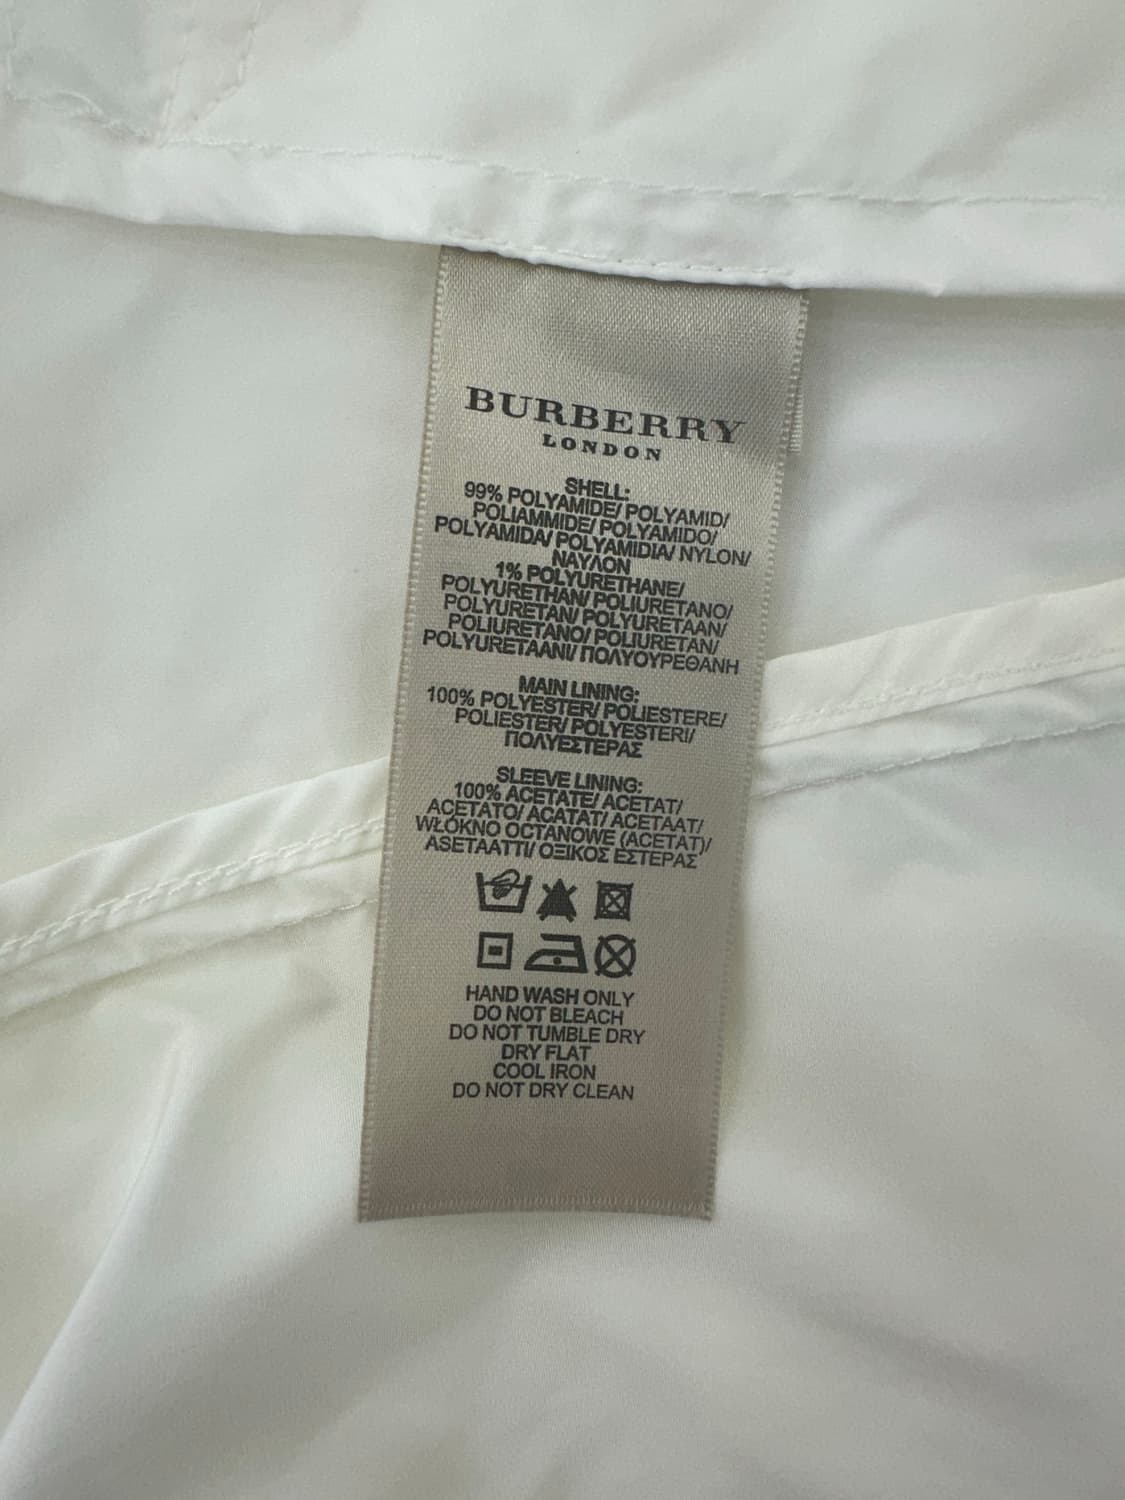 BURBERRY
LONDON
SHELL:
99% POLYAMIDE/ POLYAMID/
POLIAMMIDE/ POLYAMIDO/
POLYAMIDA/ POLYAMIDIA/ NYLON/
ΝΑΥΛΟΝ
1% POLYURETHANE/
POLYURETHAN/ POLIURETANO/
POLYURETAN/ POLYURETAAN/
POLIURETANO/ POLIURETAN/
POLYURETAANI/ ΠΟΛΥΟΥΡΕΘΑΝΗ
MAIN LINING:
100% POLYESTER/ POLIESTERE/
POLIESTER/ POLYESTERI/
ΠΟΛΥΕΣΤΕΡΑΣ
SLEEVE LINING:
100% ACETATE/ ACETAT/
ACETATO/ ACATAT/ ACETAAT/
WŁÓKNO OCTANOWE (ACETAT)/
ASETAATTI/ ΟΞΙΚΟΣ ΕΣΤΕΡΑΣ
HAND WASH ONLY
DO NOT BLEACH
DO NOT TUMBLE DRY
DRY FLAT
COOL IRON
DO NOT DRY CLEAN